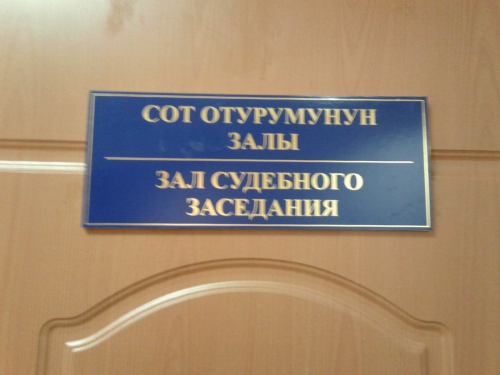 СОТ ОТУРУМУНУН
ЗАЛЫ
ЗАЛ СУДЕБНОГО
ЗАСЕДАНИЯ